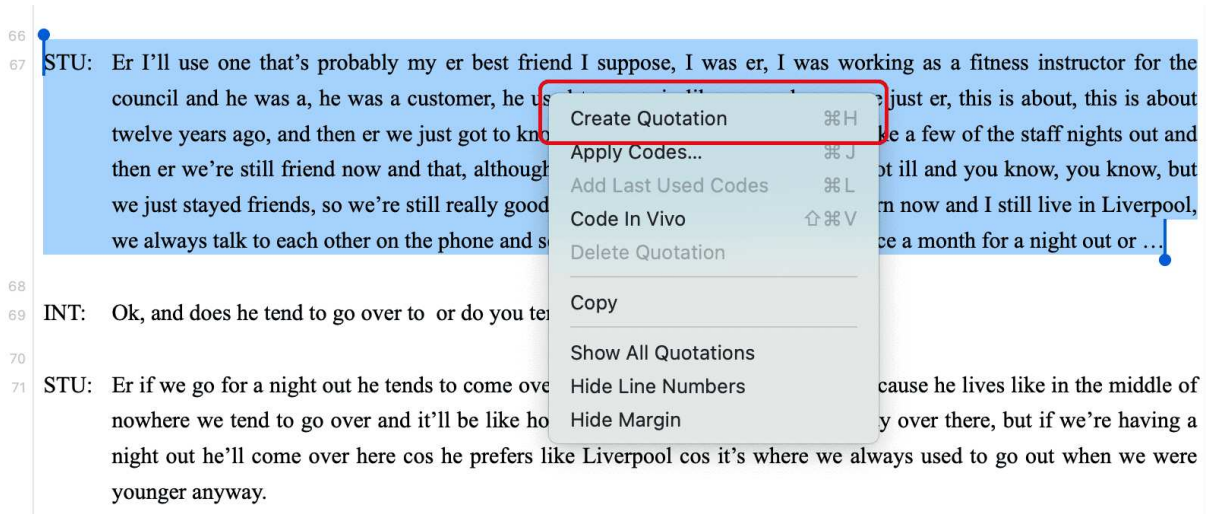 66
67 STU: Er I’ll use one that’s probably my er best friend I suppose, I was er, I was working as a fitness instructor for the
council and he was a, he was a customer, he just er, this is about, this is about
Create Quotation ⌘H
twelve years ago, and then er we just got to a few of the staff nights out and
Apply Codes... ⌘J
then er we’re still friend now and that, ill and you know, you know, but
Add Last Used Codes ⌘L
we just stayed friends, so we’re still really good now and I still live in Liverpool,
Code In Vivo ⇧⌘V
we always talk to each other on the phone and a month for a night out or …
Delete Quotation
68
Copy
69 INT: Ok, and does he tend to go over to or do you
70
Show All Quotations
71 STU: Er if we go for a night out he tends to come he lives like in the middle of
Hide Line Numbers
nowhere we tend to go over and it’ll be like over there, but if we’re having a
Hide Margin
night out he’ll come over here cos he prefers like Liverpool cos it’s where we always used to go out when we were
younger anyway.